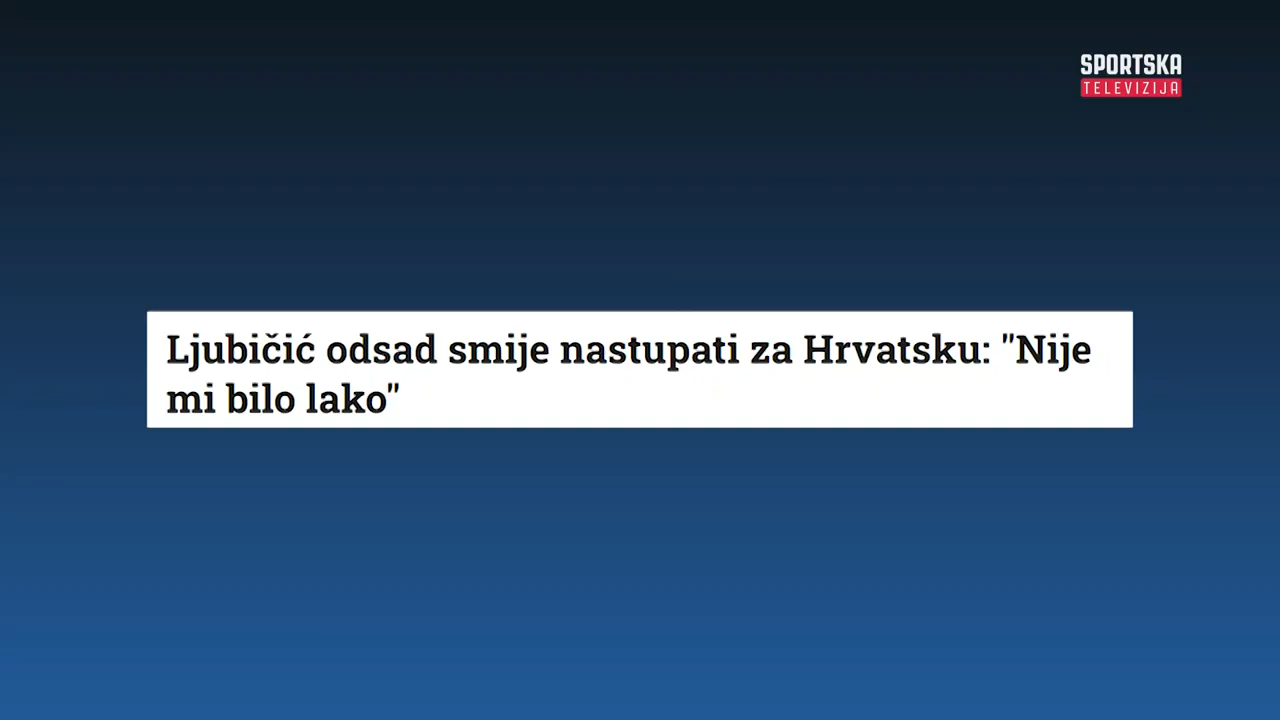 SPORTSKA
TELEVIZIJA
Ljubičić odsad smije nastupati za Hrvatsku: "Nije
mi bilo lako"